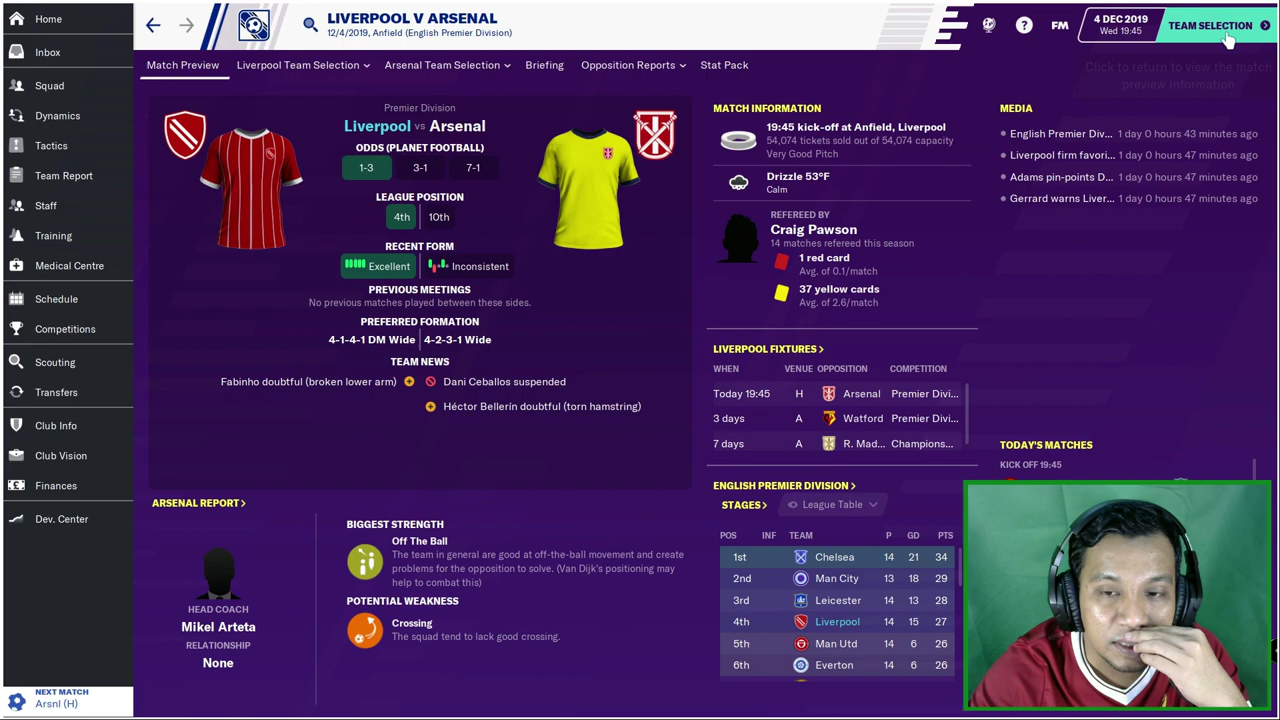 Home
Inbox
Squad
Dynamics
Tactics
Team Report
Staff
Training
Medical Centre
Schedule
Competitions
Scouting
Transfers
Club Info
Club Vision
Finances
Dev. Center
NEXT MATCH
Arsnl (H)
LIVERPOOL V ARSENAL
12/4/2019, Anfield (English Premier Division)
?
FM
4 DEC 2019
Wed 19:45
TEAM SELECTION
Click to return to view the match
preview information
Match Preview
Liverpool Team Selection
Arsenal Team Selection
Briefing
Opposition Reports
Stat Pack
Premier Division
Liverpool vs Arsenal
ODDS (PLANET FOOTBALL)
1-3 3-1 7-1
LEAGUE POSITION
4th 10th
RECENT FORM
Excellent Inconsistent
PREVIOUS MEETINGS
No previous matches played between these sides.
PREFERRED FORMATION
4-1-4-1 DM Wide 4-2-3-1 Wide
TEAM NEWS
Fabinho doubtful (broken lower arm) Dani Ceballos suspended
Héctor Bellerín doubtful (torn hamstring)
ARSENAL REPORT >
HEAD COACH
Mikel Arteta
RELATIONSHIP
None
BIGGEST STRENGTH
Off The Ball
The team in general are good at off-the-ball movement and create
problems for the opposition to solve. (Van Dijk's positioning may
help to combat this)
POTENTIAL WEAKNESS
Crossing
The squad tend to lack good crossing.
MATCH INFORMATION
19:45 kick-off at Anfield, Liverpool
54,074 tickets sold out of 54,074 capacity
Very Good Pitch
Drizzle 53°F
Calm
REFEREED BY
Craig Pawson
14 matches refereed this season
1 red card
Avg. of 0.1/match
37 yellow cards
Avg. of 2.6/match
LIVERPOOL FIXTURES >
WHEN VENUE OPPOSITION COMPETITION
Today 19:45 H Arsenal Premier Divi...
3 days A Watford Premier Divi...
7 days A R. Mad... Champions...
ENGLISH PREMIER DIVISION >
STAGES > League Table
POS INF TEAM P GD PTS
1st Chelsea 14 21 34
2nd Man City 13 18 29
3rd Leicester 14 13 28
4th Liverpool 14 15 27
5th Man Utd 14 6 26
6th Everton 14 6 26
MEDIA
English Premier Div... 1 day 0 hours 43 minutes ago
Liverpool firm favori... 1 day 0 hours 47 minutes ago
Adams pin-points D... 1 day 0 hours 47 minutes ago
Gerrard warns Liver... 1 day 0 hours 47 minutes ago
TODAY'S MATCHES
KICK OFF 19:45